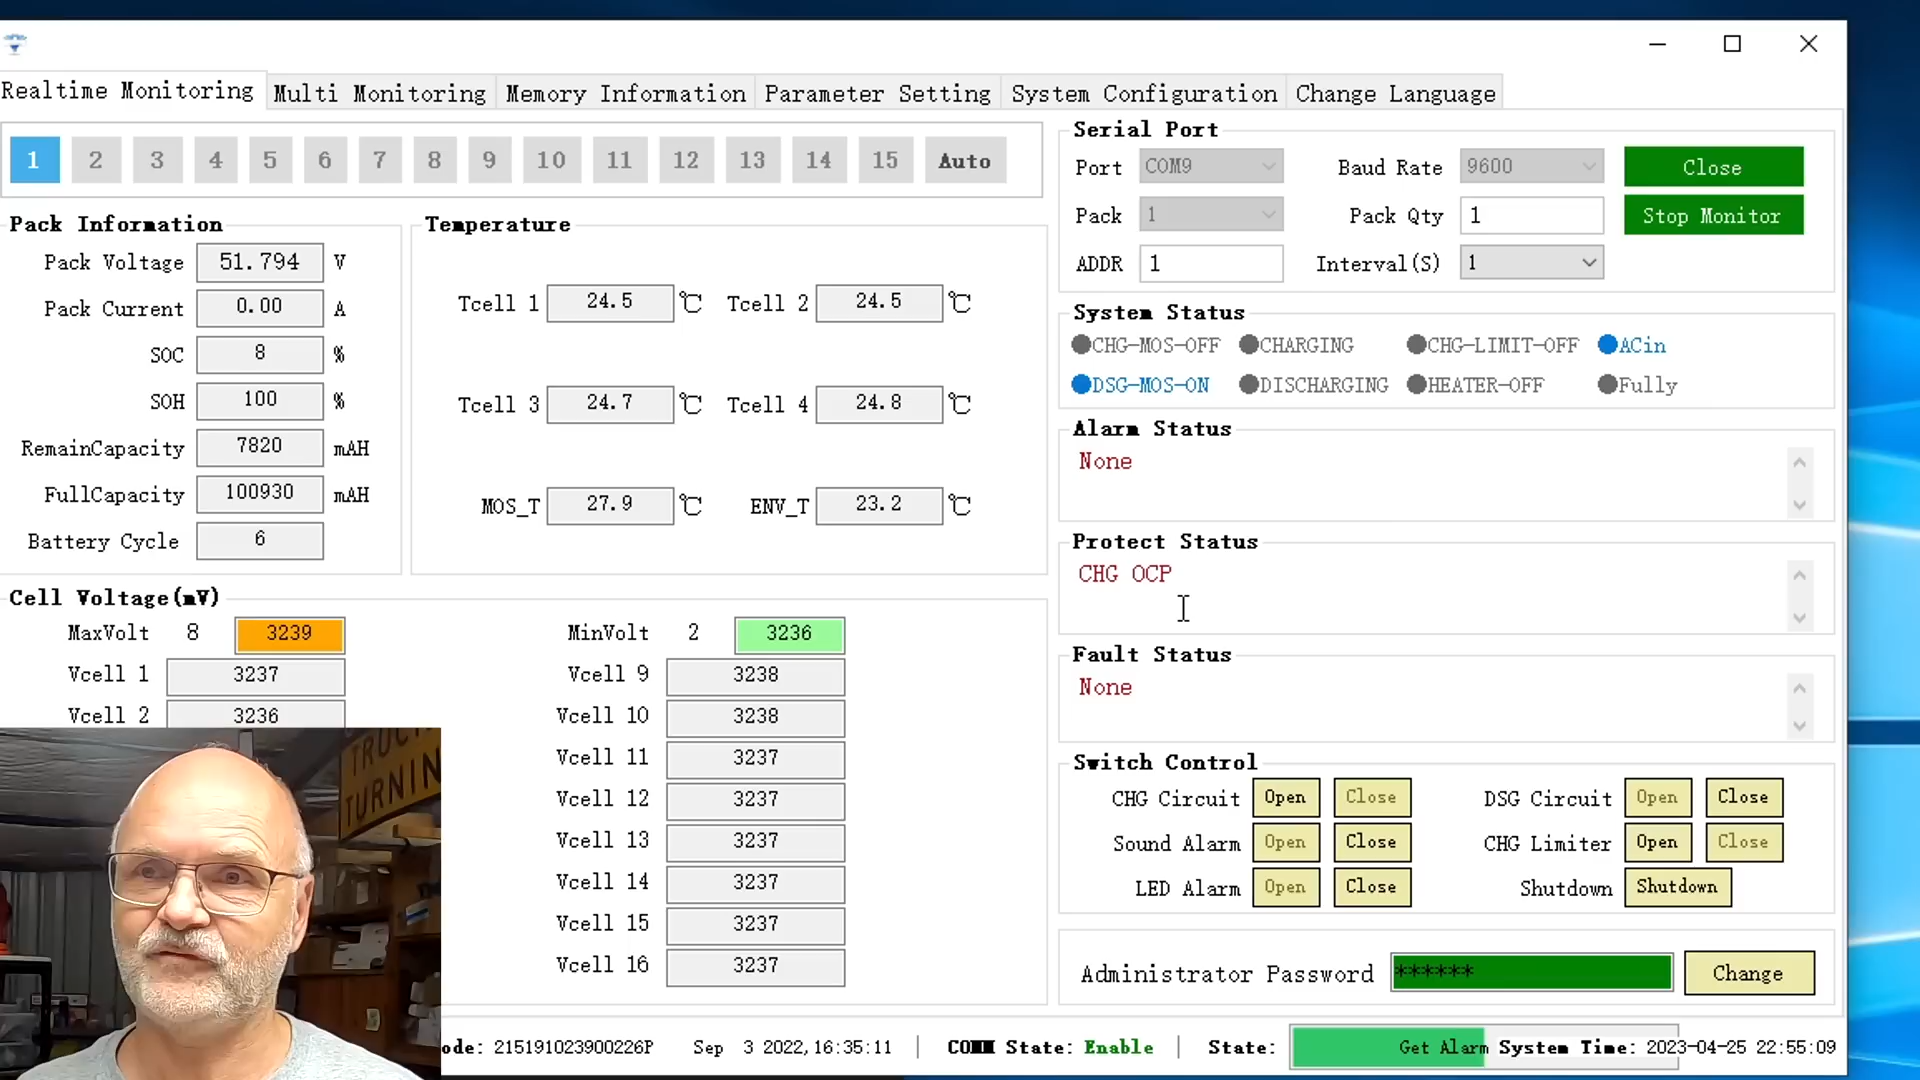 Realtime Monitoring Multi Monitoring Memory Information Parameter Setting System Configuration Change Language
1 2 3 4 5 6 7 8 9 10 11 12 13 14 15 Auto
Pack Information
Pack Voltage 51.794 V
Pack Current 0.00 A
SOC 8 %
SOH 100 %
RemainCapacity 7820 mAH
FullCapacity 100930 mAH
Battery Cycle 6
Temperature
Tcell 1 24.5 ℃ Tcell 2 24.5 ℃
Tcell 3 24.7 ℃ Tcell 4 24.8 ℃
MOS_T 27.9 ℃ ENV_T 23.2 ℃
Cell Voltage(mV)
MaxVolt 8 3239 MinVolt 2 3236
Vcell 1 3237 Vcell 9 3238
Vcell 2 3236 Vcell 10 3238
Vcell 11 3237
Vcell 12 3237
Vcell 13 3237
Vcell 14 3237
Vcell 15 3237
Vcell 16 3237
TURNING
Serial Port
Port COM9 Baud Rate 9600 Close
Pack 1 Pack Qty 1 Stop Monitor
ADDR 1 Interval(S) 1
System Status
CHG-MOS-OFF CHARGING CHG-LIMIT-OFF ACin
DSG-MOS-ON DISCHARGING HEATER-OFF Fully
Alarm Status
None
Protect Status
CHG OCP
Fault Status
None
Switch Control
CHG Circuit Open Close DSG Circuit Open Close
Sound Alarm Open Close CHG Limiter Open Close
LED Alarm Open Close Shutdown Shutdown
Administrator Password ****** Change
ode: 215191023900226P Sep 3 2022,16:35:11 | COMM State: Enable | State: Get Alarm System Time: 2023-04-25 22:55:09